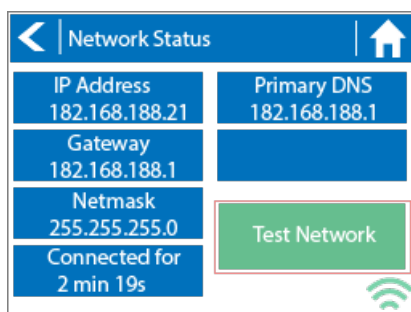 Network Status
IP Address
182.168.188.21
Primary DNS
182.168.188.1
Gateway
182.168.188.1
Netmask
255.255.255.0
Test Network
Connected for
2 min 19s